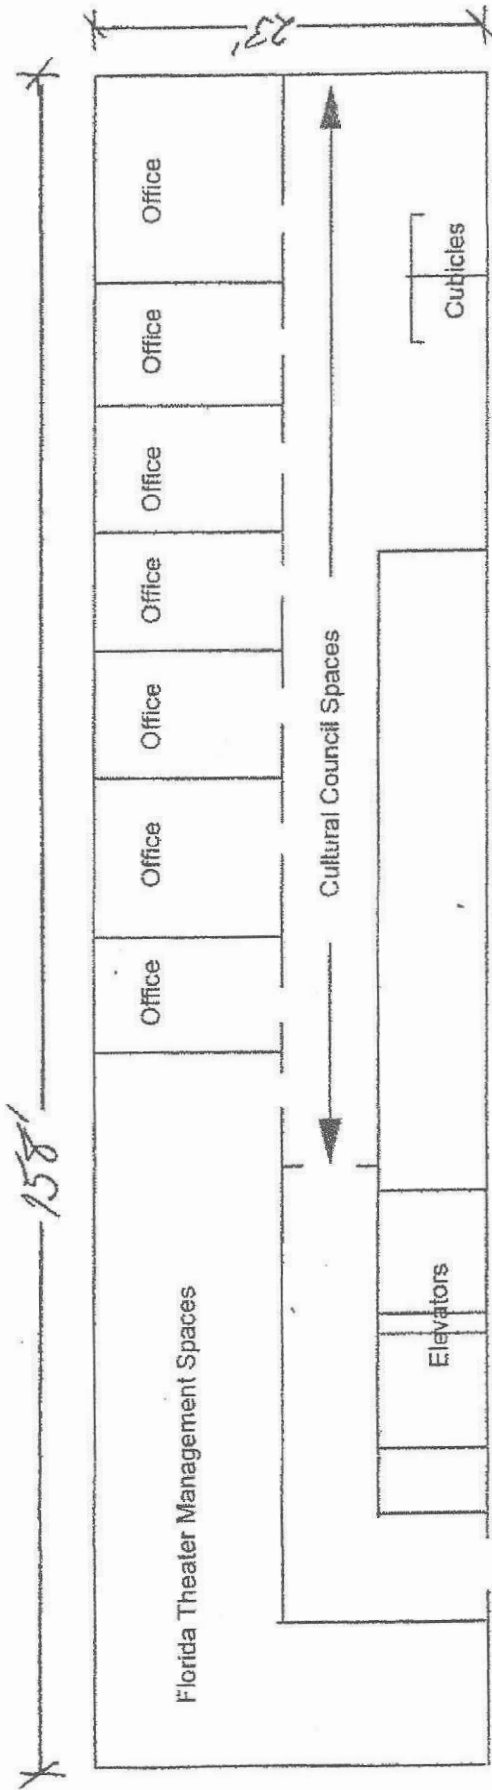 158'
23'
Florida Theater Management Spaces
Office
Office
Office
Office
Office
Office
Office
Cultural Council Spaces
Elevators
Cubicles